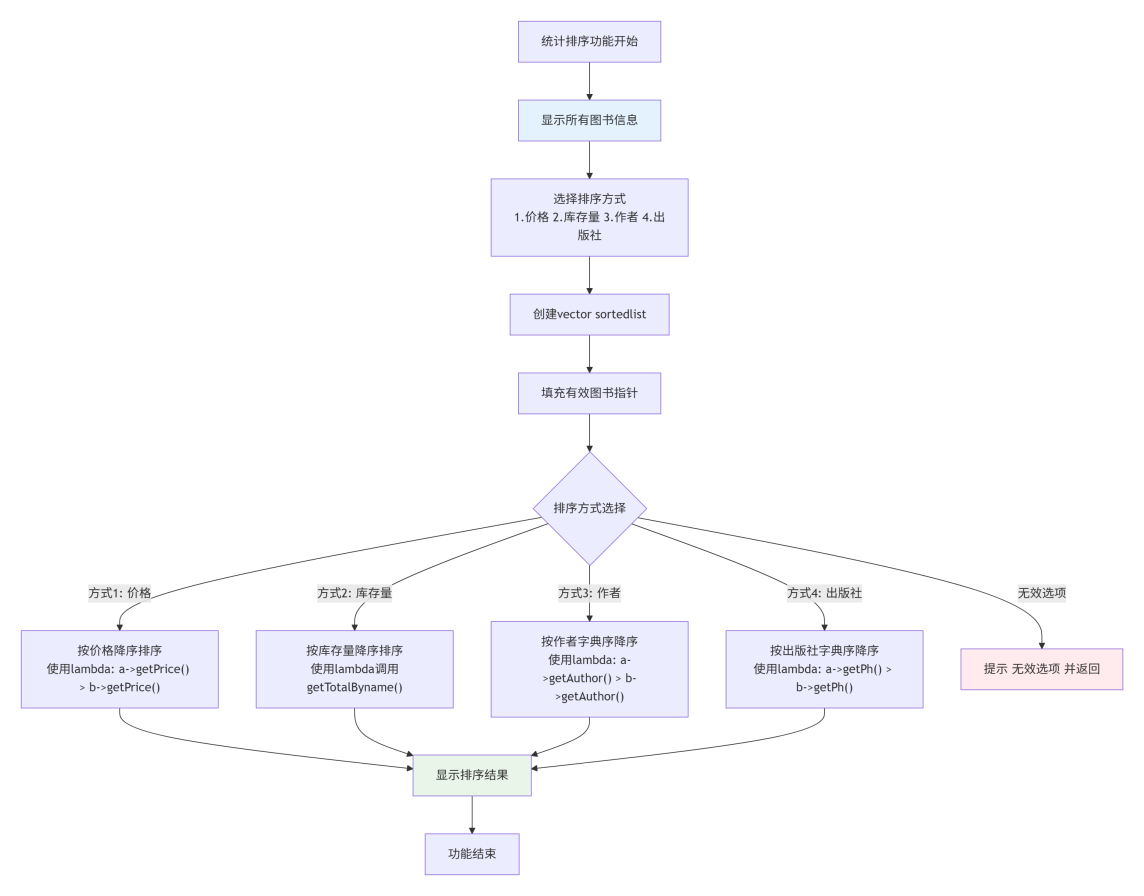 统计排序功能开始
显示所有图书信息
选择排序方式
1.价格 2.库存量 3.作者 4.出
版社
创建vector sortedlist
填充有效图书指针
排序方式选择
方式1: 价格
方式2: 库存量
方式3: 作者
方式4: 出版社
无效选项
按价格降序排序
使用lambda: a->getPrice()
> b->getPrice()
按库存量降序排序
使用lambda调用
getTotalByname()
按作者字典序降序
使用lambda: a-
>getAuthor() > b-
>getAuthor()
按出版社字典序降序
使用lambda: a->getPh() >
b->getPh()
提示 无效选项 并返回
显示排序结果
功能结束